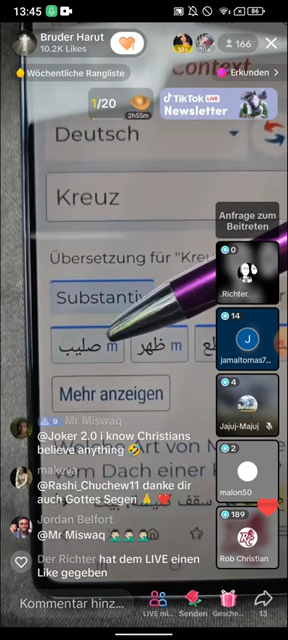 13:45
86
Bruder Harut
10.2K Likes
166
Wöchentliche Rangliste
Erkunden
Context
1/20
2h55m
TikTok LIVE
Newsletter
Deutsch
Kreuz
Anfrage zum
Beitreten
Übersetzung für "Kreu
Substantiv
صليب m
ظهر m
Mehr anzeigen
0
.Richter.
14
J
jamaltomas7...
4
Jajuj-Majuj
2
malon50
189
Rob Christian
9 Mr Miswaq
@Joker 2.0 i know Christians
believe anything 🤣
makeva
@Rashi_Chuchew11 danke dir
auch Gottes Segen 🙏 ❤️
Jordan Belfort
@Mr Miswaq 🤦🏻‍♂️🤦🏻‍♂️🤦🏻‍♂️
Der Richter hat dem LIVE einen
Like gegeben
Kommentar hinz...
LIVE mi...
Senden
Gesche...
13